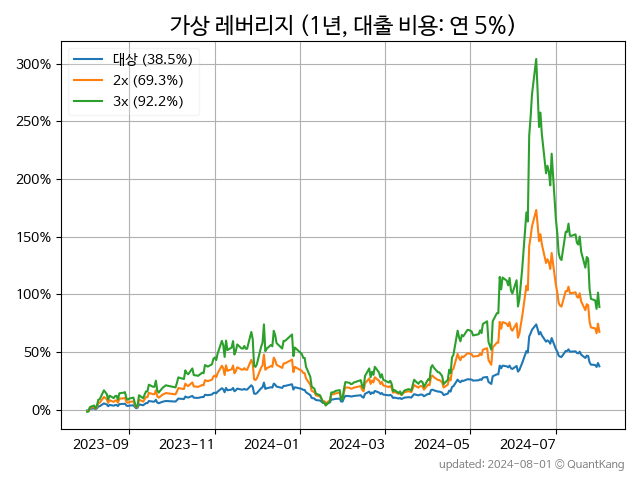 가상 레버리지 (1년, 대출 비용: 연 5%)
대상 (38.5%)
2x (69.3%)
3x (92.2%)
300%
250%
200%
150%
100%
50%
0%
2023-09 2023-11 2024-01 2024-03 2024-05 2024-07
updated: 2024-08-01 © QuantKang